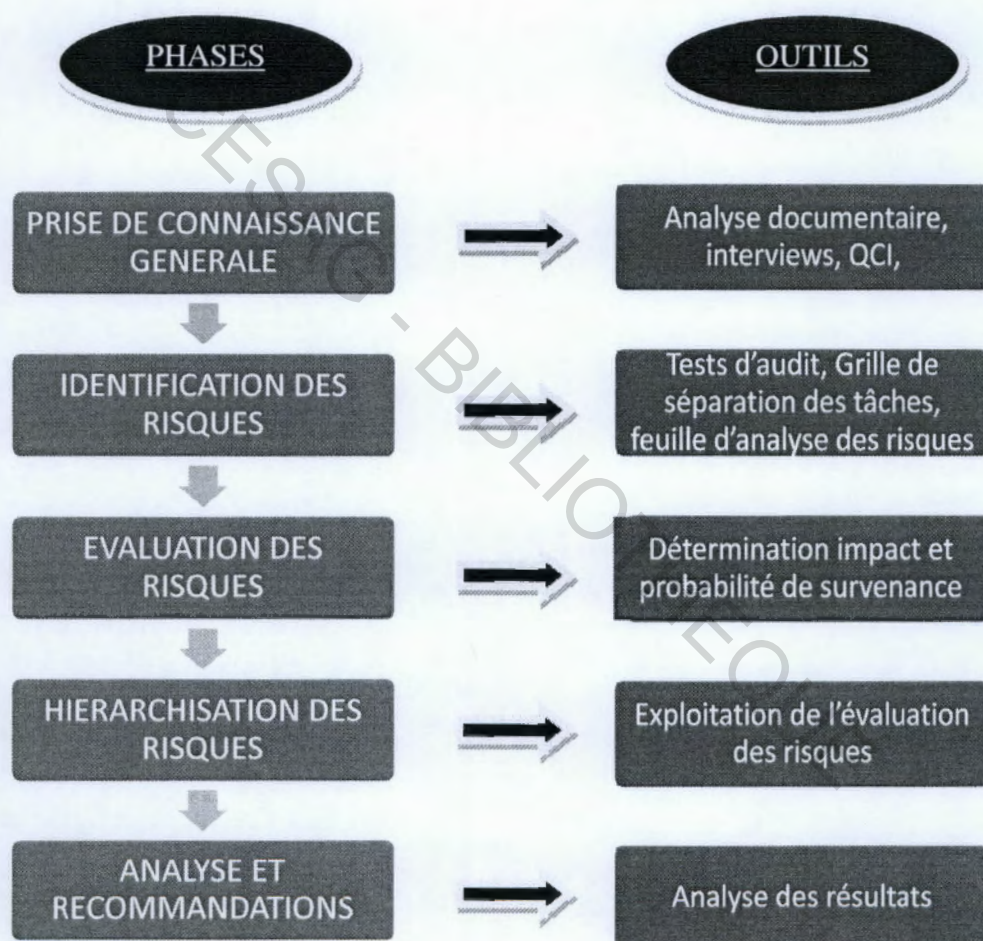 PHASES
OUTILS
PRISE DE CONNAISSANCE
GENERALE
Analyse documentaire,
interviews, QCI,
IDENTIFICATION DES
RISQUES
Tests d'audit, Grille de
séparation des tâches,
feuille d'analyse des risques
EVALUATION DES
RISQUES
Détermination impact et
probabilité de survenance
HIERARCHISATION DES
RISQUES
Exploitation de l'évaluation
des risques
ANALYSE ET
RECOMMANDATIONS
Analyse des résultats
CESAG - BIBLIOTHEQUE